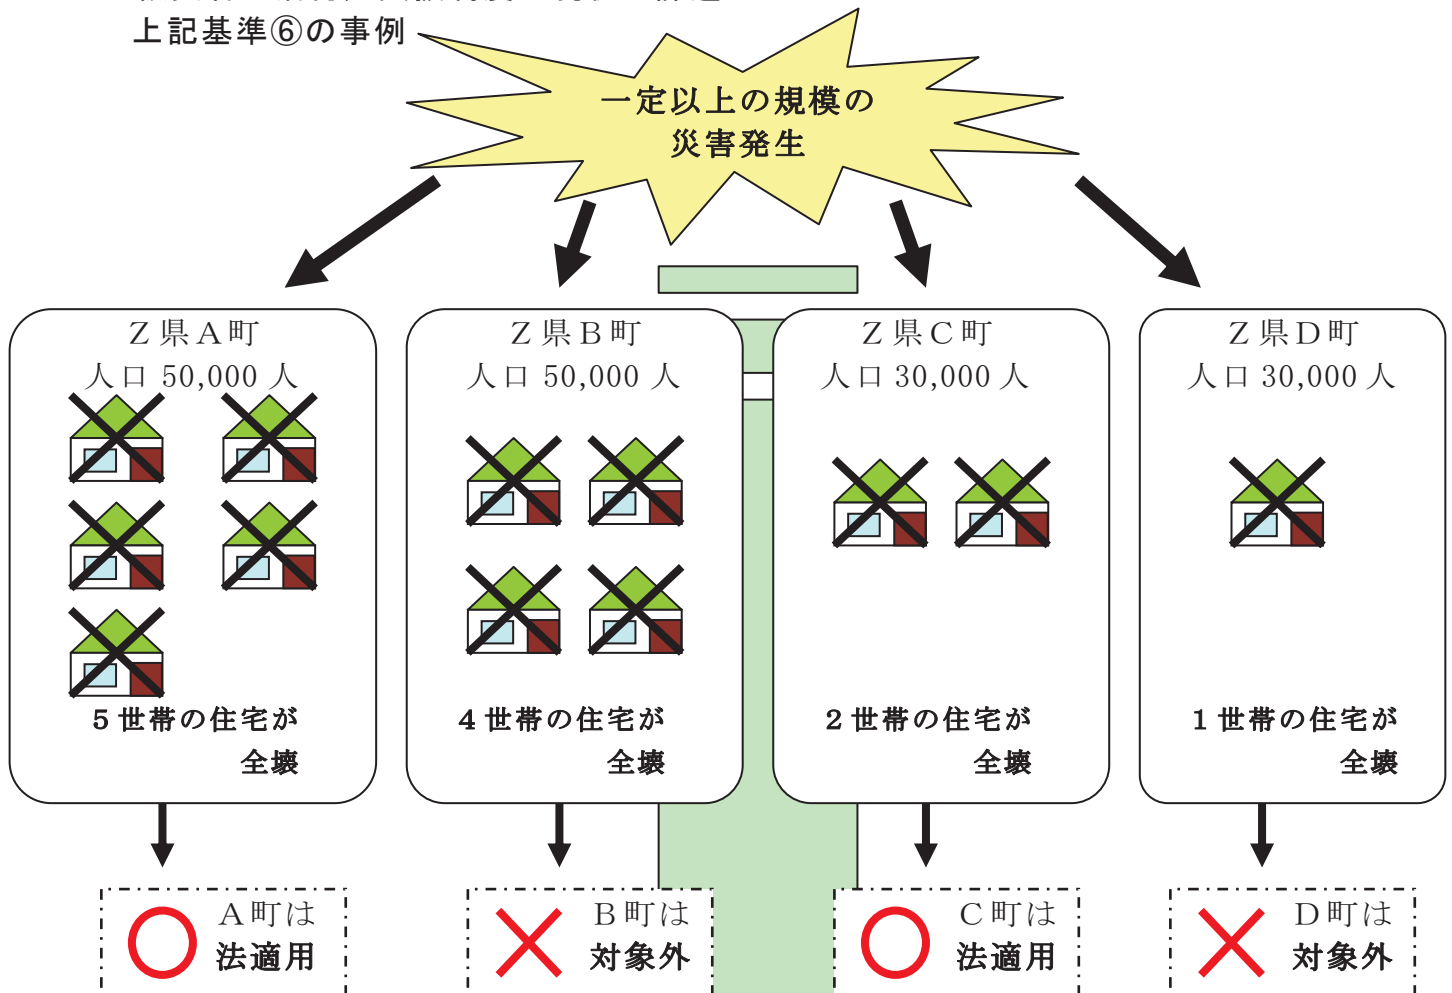 上記基準⑥の事例
一定以上の規模の
災害発生
Z県A町
人口 50,000 人
5世帯の住宅が
全壊
Z県B町
人口 50,000 人
4世帯の住宅が
全壊
Z県C町
人口 30,000 人
2世帯の住宅が
全壊
Z県D町
人口 30,000 人
1世帯の住宅が
全壊
A町は
法適用
B町は
対象外
C町は
法適用
D町は
対象外